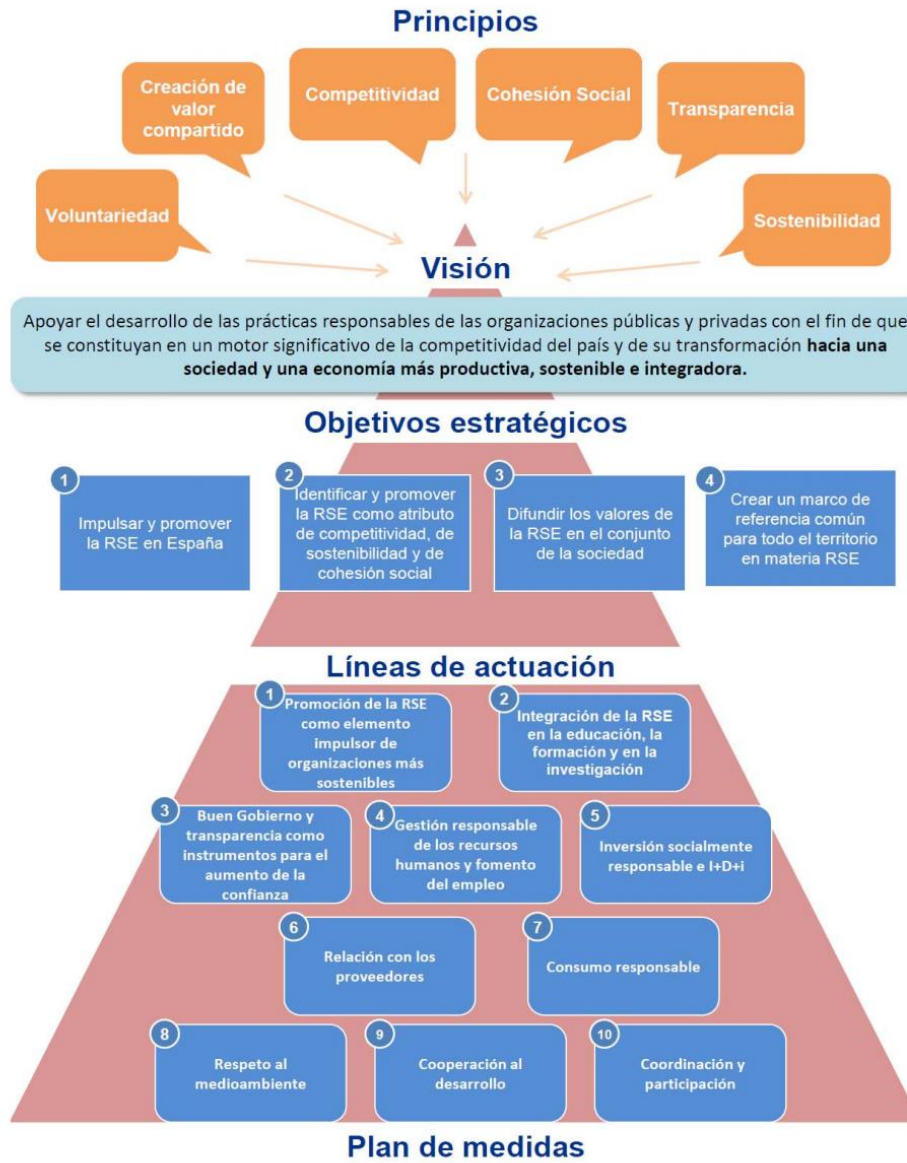 Principios
Creación de
valor
compartido
Competitividad
Cohesión Social
Transparencia
Voluntariedad
Sostenibilidad
Visión
Apoyar el desarrollo de las prácticas responsables de las organizaciones públicas y privadas con el fin de que
se constituyan en un motor significativo de la competitividad del país y de su transformación hacia una
sociedad y una economía más productiva, sostenible e integradora.
Objetivos estratégicos
1
Impulsar y promover
la RSE en España
2
Identificar y promover
la RSE como atributo
de competitividad, de
sostenibilidad y de
cohesión social
3
Difundir los valores de
la RSE en el conjunto
de la sociedad
4
Crear un marco de
referencia común
para todo el territorio
en materia RSE
Líneas de actuación
1
Promoción de la RSE
como elemento
impulsor de
organizaciones más
sostenibles
2
Integración de la RSE
en la educación, la
formación y en la
investigación
3
Buen Gobierno y
transparencia como
instrumentos para el
aumento de la
confianza
4
Gestión responsable
de los recursos
humanos y fomento
del empleo
5
Inversión socialmente
responsable e I+D+i
6
Relación con los
proveedores
7
Consumo responsable
8
Respeto al
medioambiente
9
Cooperación al
desarrollo
10
Coordinación y
participación
Plan de medidas